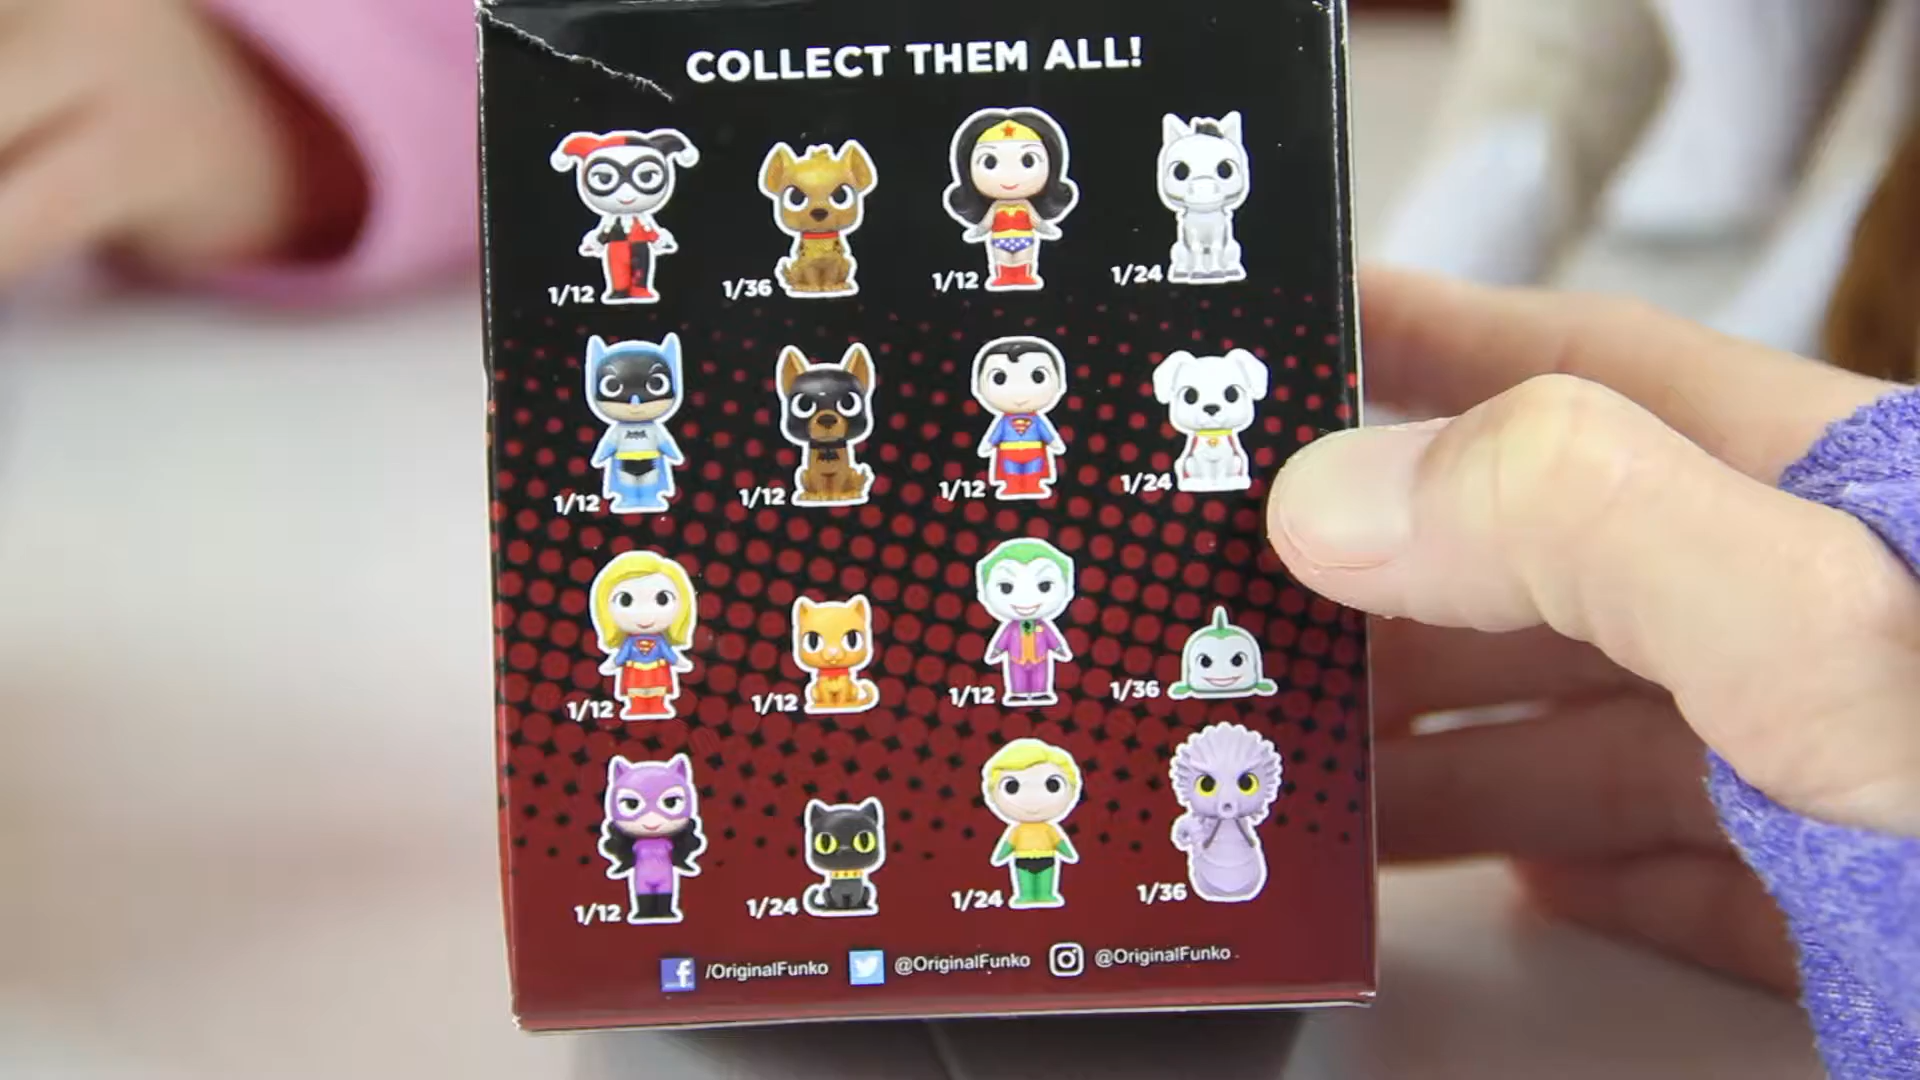 COLLECT THEM ALL!
1/12 1/36 1/12 1/24
1/12 1/12 1/12 1/24
1/12 1/12 1/12 1/36
1/12 1/24 1/24 1/36
/OriginalFunko @OriginalFunko @OriginalFunko